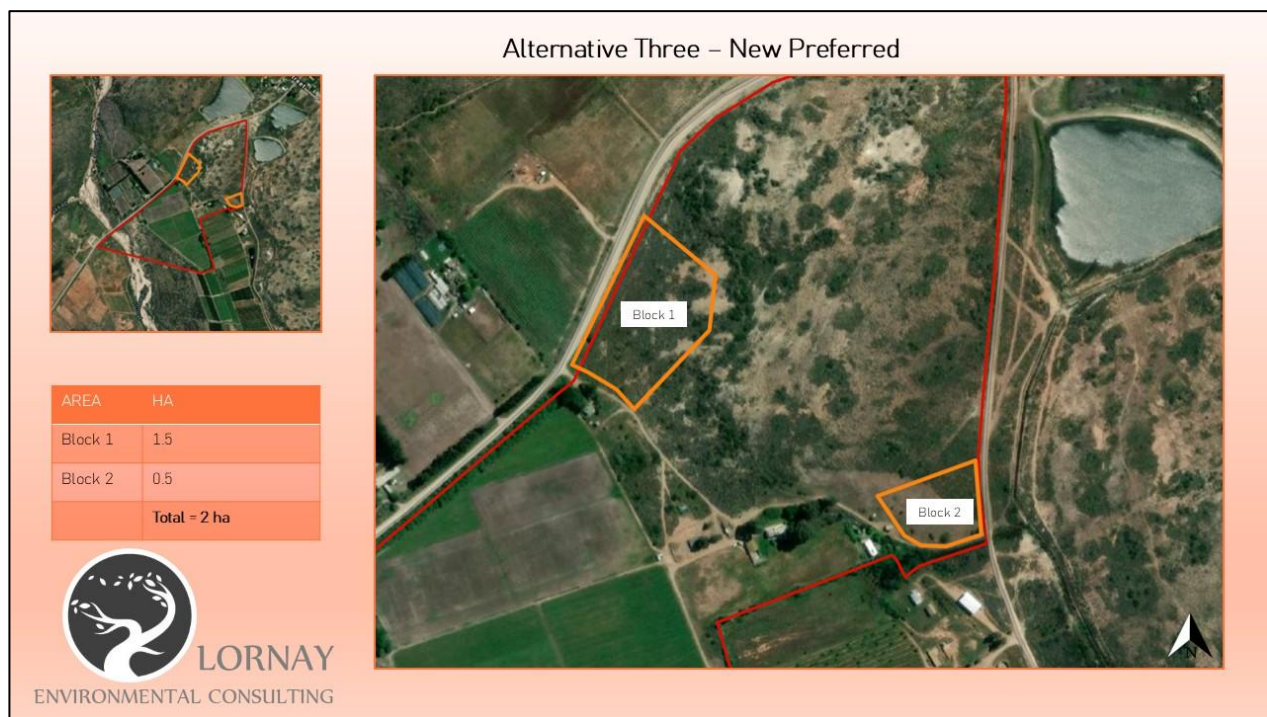 Alternative Three – New Preferred
Block 1
Block 2
N
AREA HA
Block 1 1.5
Block 2 0.5
Total = 2 ha
LORNAY
ENVIRONMENTAL CONSULTING